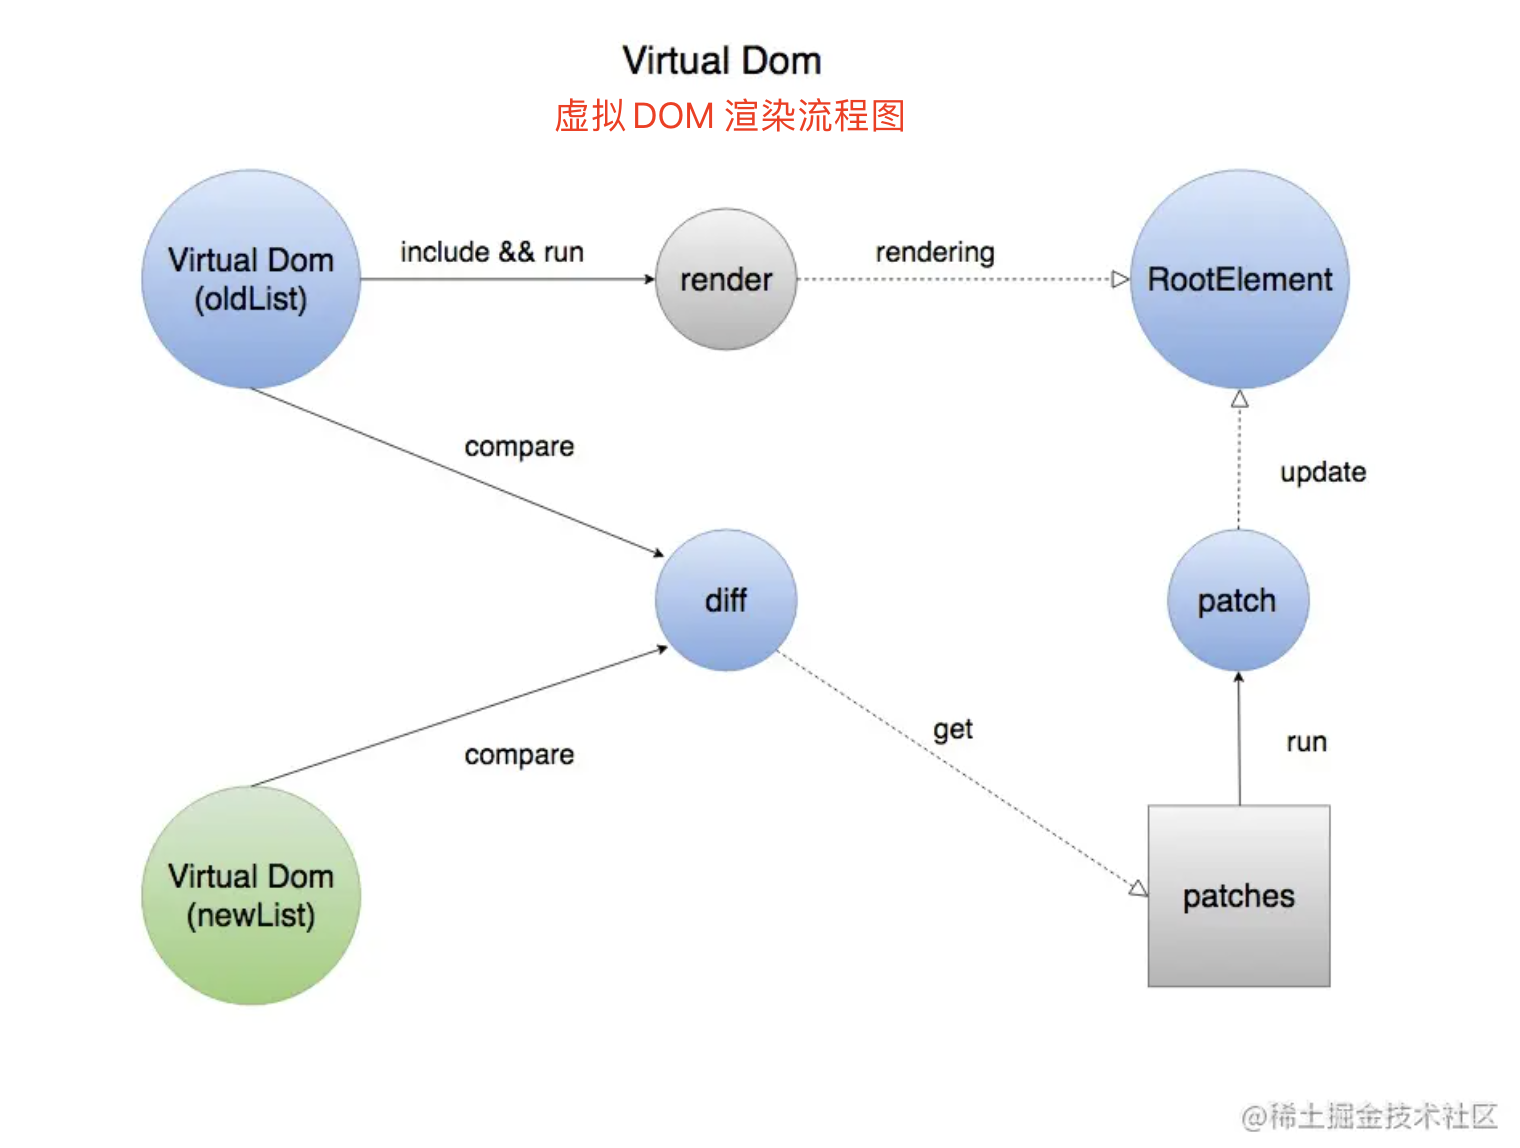 Virtual Dom
虚拟 DOM 渲染流程图
Virtual Dom
(oldList)
include && run
render
rendering
RootElement
compare
update
diff
patch
get
run
compare
Virtual Dom
(newList)
patches
@稀土掘金技术社区